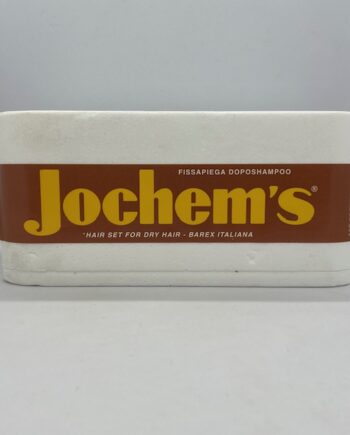 FISSAPIEGA DOPOSHAMPOO
Jochem's®
"HAIR SET FOR DRY HAIR - BAREX ITALIANA